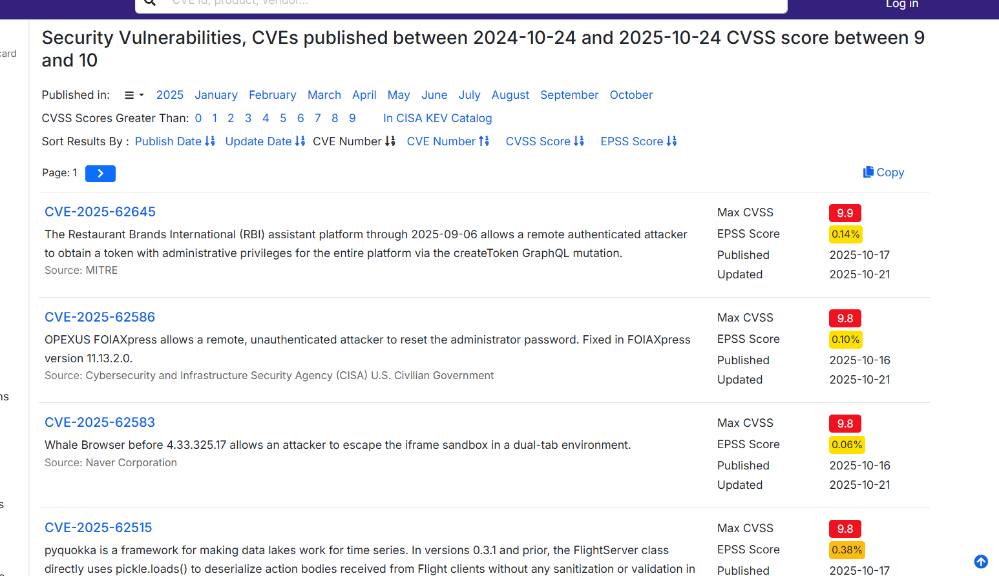 CVE id, product, vendor...
Log in
card
Security Vulnerabilities, CVEs published between 2024-10-24 and 2025-10-24 CVSS score between 9
and 10
Published in: 2025 January February March April May June July August September October
CVSS Scores Greater Than: 0 1 2 3 4 5 6 7 8 9 In CISA KEV Catalog
Sort Results By : Publish Date Update Date CVE Number CVE Number CVSS Score EPSS Score
Page: 1
Copy
CVE-2025-62645
The Restaurant Brands International (RBI) assistant platform through 2025-09-06 allows a remote authenticated attacker
to obtain a token with administrative privileges for the entire platform via the createToken GraphQL mutation.
Source: MITRE
Max CVSS 9.9
EPSS Score 0.14%
Published 2025-10-17
Updated 2025-10-21
CVE-2025-62586
OPEXUS FOIAXpress allows a remote, unauthenticated attacker to reset the administrator password. Fixed in FOIAXpress
version 11.13.2.0.
Source: Cybersecurity and Infrastructure Security Agency (CISA) U.S. Civilian Government
Max CVSS 9.8
EPSS Score 0.10%
Published 2025-10-16
Updated 2025-10-21
CVE-2025-62583
Whale Browser before 4.33.325.17 allows an attacker to escape the iframe sandbox in a dual-tab environment.
Source: Naver Corporation
Max CVSS 9.8
EPSS Score 0.06%
Published 2025-10-16
Updated 2025-10-21
CVE-2025-62515
pyquokka is a framework for making data lakes work for time series. In versions 0.3.1 and prior, the FlightServer class
directly uses pickle.loads() to deserialize action bodies received from Flight clients without any sanitization or validation in
Max CVSS 9.8
EPSS Score 0.38%
Published 2025-10-17